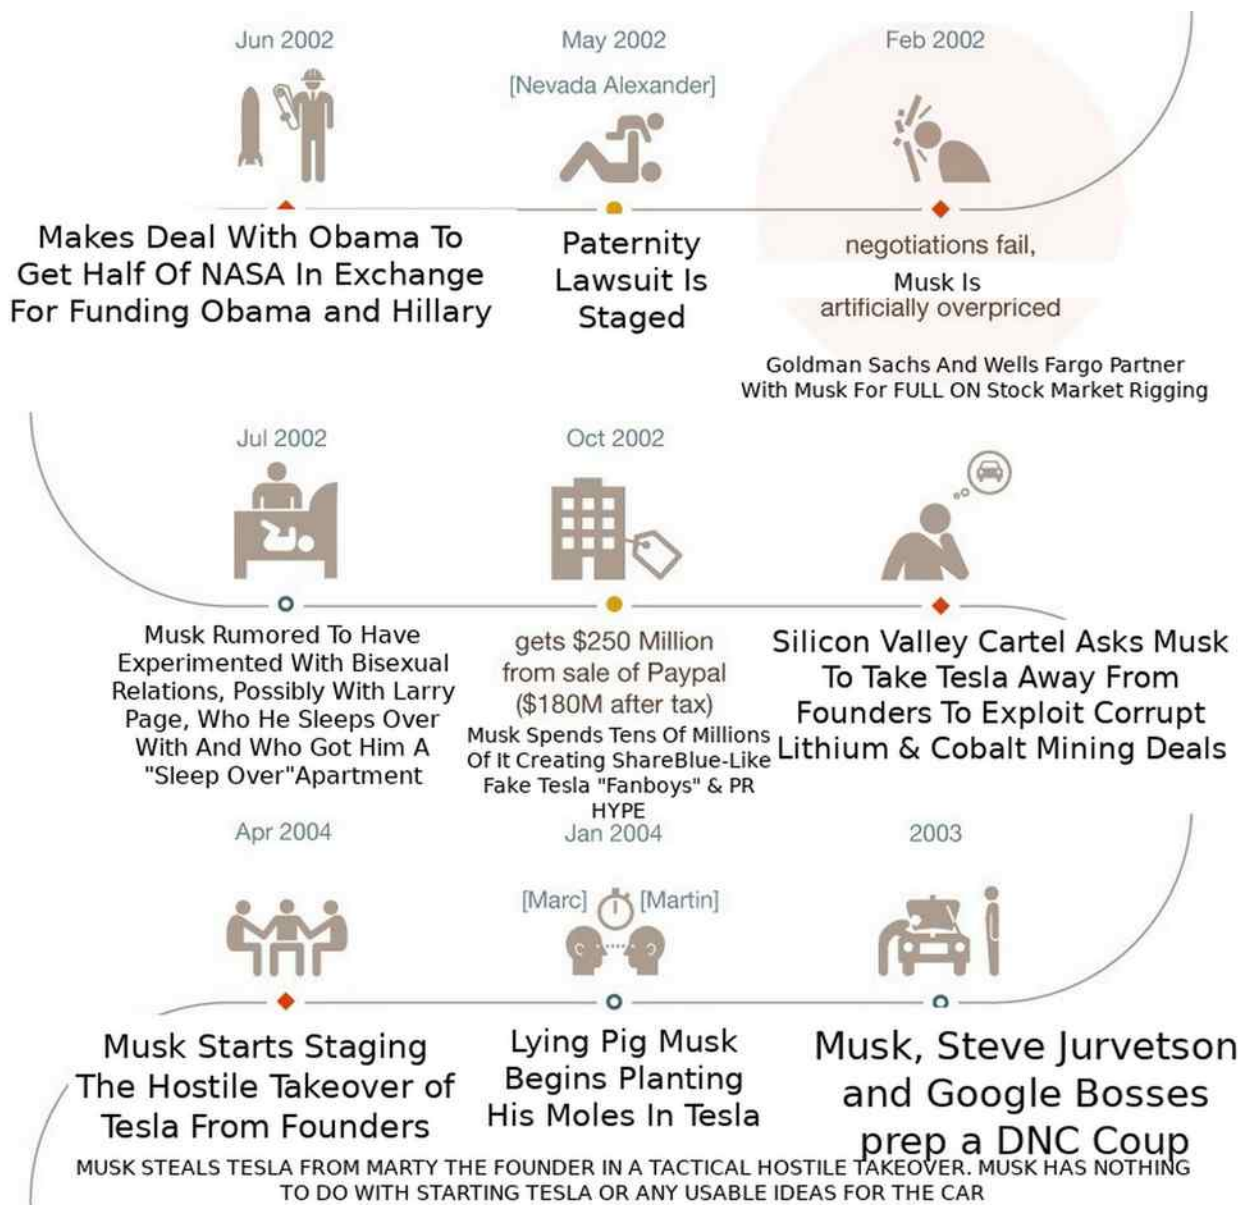 Jun 2002
Makes Deal With Obama To
Get Half Of NASA In Exchange
For Funding Obama and Hillary
May 2002
[Nevada Alexander]
Paternity
Lawsuit Is
Staged
Feb 2002
negotiations fail,
Musk Is
artificially overpriced
Goldman Sachs And Wells Fargo Partner
With Musk For FULL ON Stock Market Rigging
Jul 2002
Musk Rumored To Have
Experimented With Bisexual
Relations, Possibly With Larry
Page, Who He Sleeps Over
With And Who Got Him A
"Sleep Over"Apartment
Oct 2002
gets $250 Million
from sale of Paypal
($180M after tax)
Musk Spends Tens Of Millions
Of It Creating ShareBlue-Like
Fake Tesla "Fanboys" & PR
HYPE
Silicon Valley Cartel Asks Musk
To Take Tesla Away From
Founders To Exploit Corrupt
Lithium & Cobalt Mining Deals
Apr 2004
Musk Starts Staging
The Hostile Takeover of
Tesla From Founders
Jan 2004
[Marc] [Martin]
Lying Pig Musk
Begins Planting
His Moles In Tesla
2003
Musk, Steve Jurvetson
and Google Bosses
prep a DNC Coup
MUSK STEALS TESLA FROM MARTY THE FOUNDER IN A TACTICAL HOSTILE TAKEOVER. MUSK HAS NOTHING
TO DO WITH STARTING TESLA OR ANY USABLE IDEAS FOR THE CAR